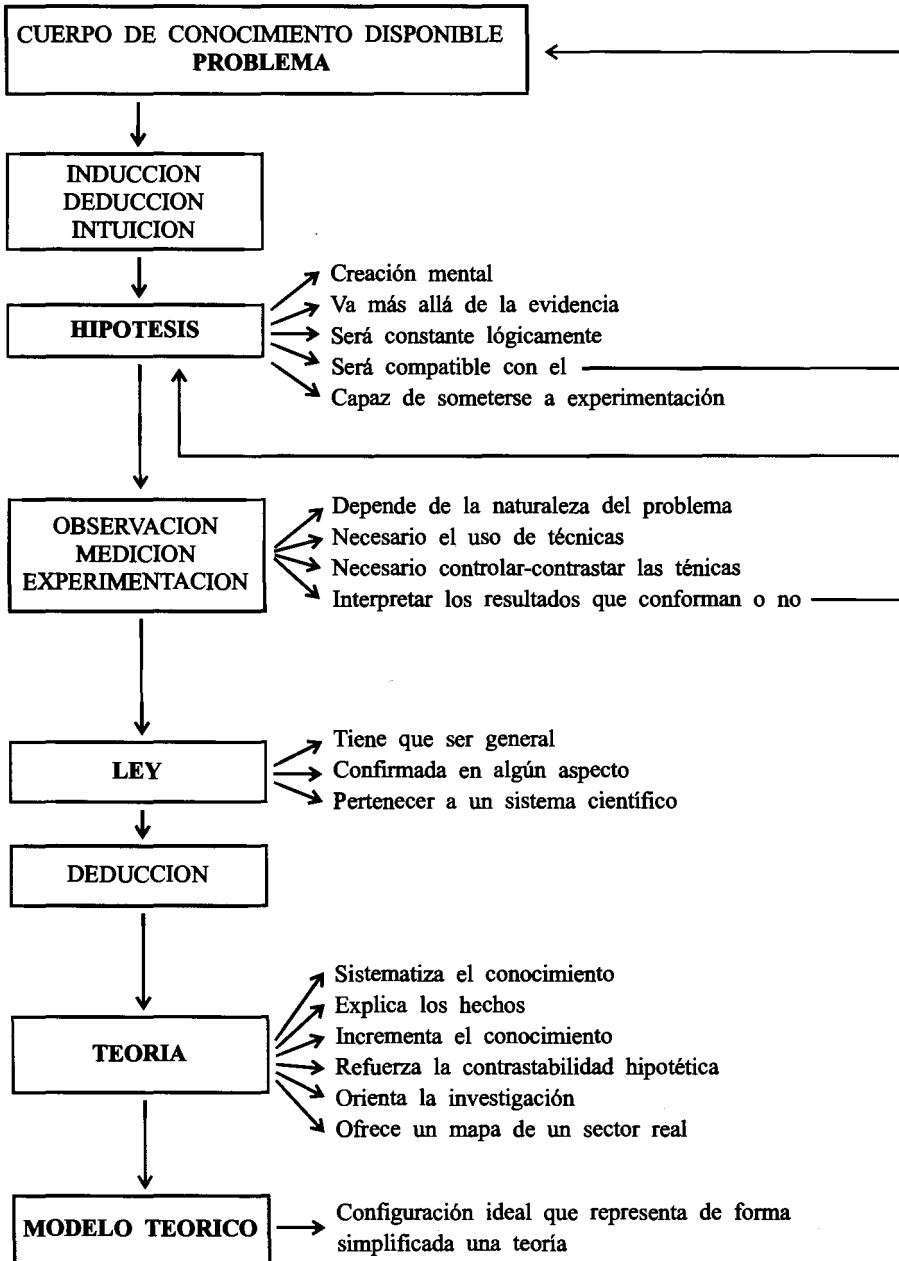 CUERPO DE CONOCIMIENTO DISPONIBLE
PROBLEMA
INDUCCION
DEDUCCION
INTUICION
HIPOTESIS
Creación mental
Va más allá de la evidencia
Será constante lógicamente
Será compatible con el
Capaz de someterse a experimentación
OBSERVACION
MEDICION
EXPERIMENTACION
Depende de la naturaleza del problema
Necesario el uso de técnicas
Necesario controlar-contrastar las ténicas
Interpretar los resultados que conforman o no
LEY
Tiene que ser general
Confirmada en algún aspecto
Pertenecer a un sistema científico
DEDUCCION
TEORIA
Sistematiza el conocimiento
Explica los hechos
Incrementa el conocimiento
Refuerza la contrastabilidad hipotética
Orienta la investigación
Ofrece un mapa de un sector real
MODELO TEORICO
Configuración ideal que representa de forma
simplificada una teoría